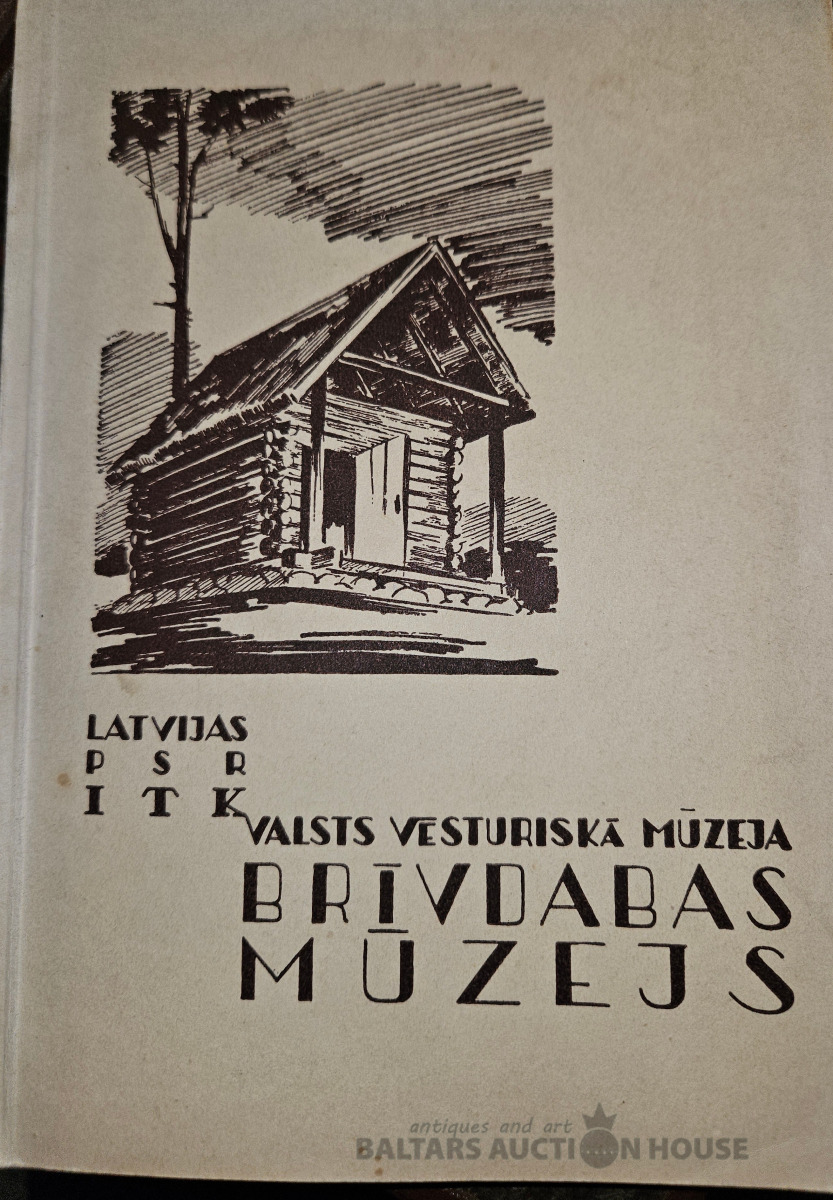 LATVIJAS
P S R
I T K
VALSTS VĒSTURISKĀ MŪZEJA
BRĪVDABAS
MŪZEJS
antiques and art
BALTARS AUCTION HOUSE